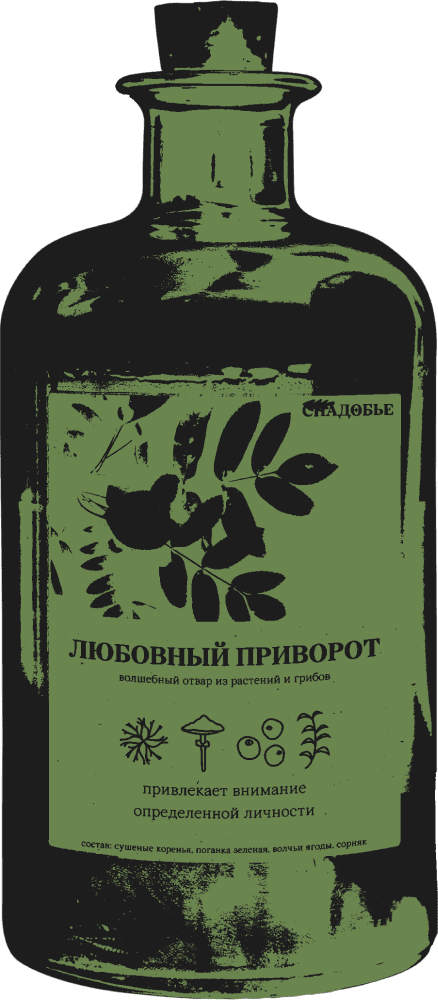 СНАДОБЬЕ
ЛЮБОВНЫЙ ПРИВОРОТ
волшебный отвар из растений и грибов
привлекает внимание
определенной личности
состав: сушеные коренья, поганка зеленая, волчьи ягоды, сорняк